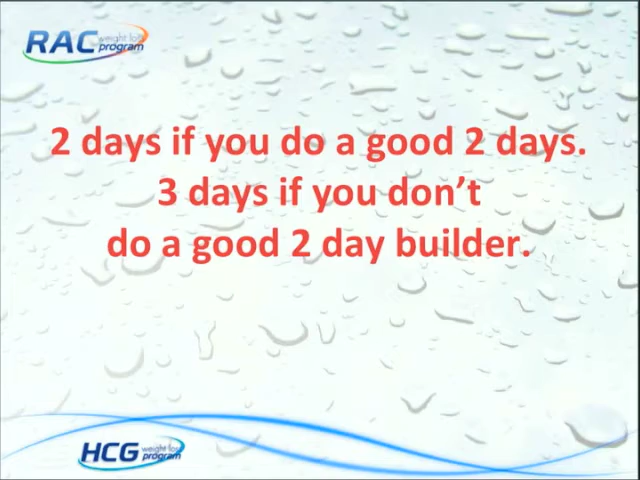 RAC weight loss
program
2 days if you do a good 2 days.
3 days if you don’t
do a good 2 day builder.
HCG weight loss
program